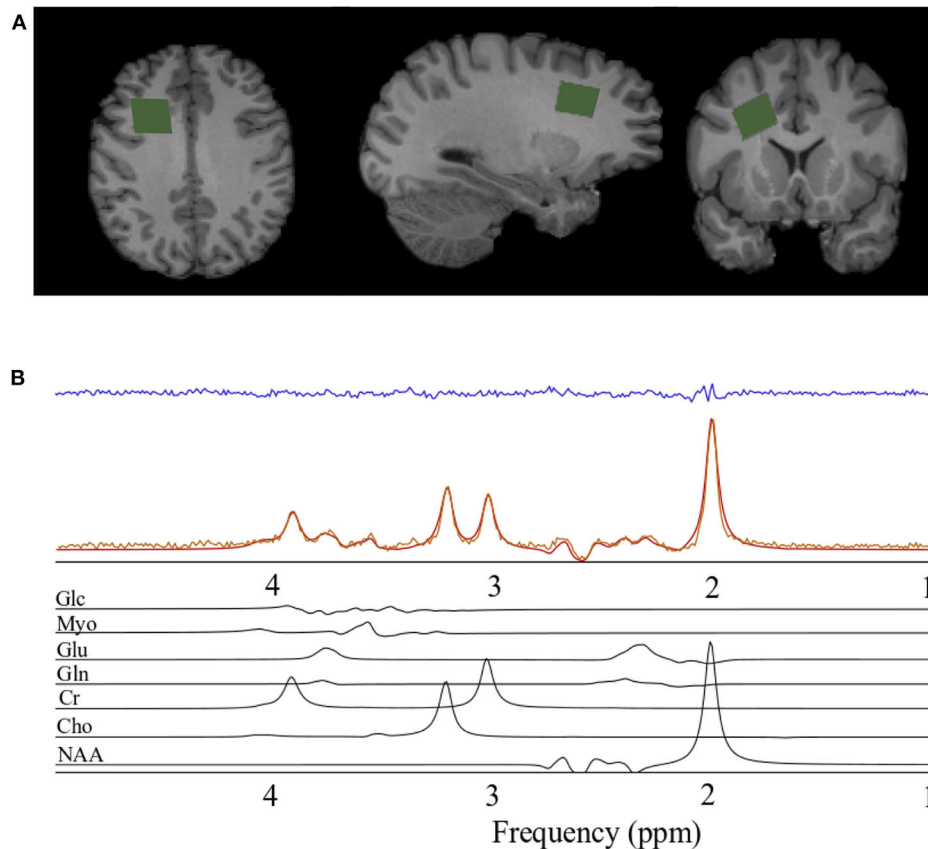 A
B
4 3 2 1
Glc
Myo
Glu
Gln
Cr
Cho
NAA
4 3 2 1
Frequency (ppm)